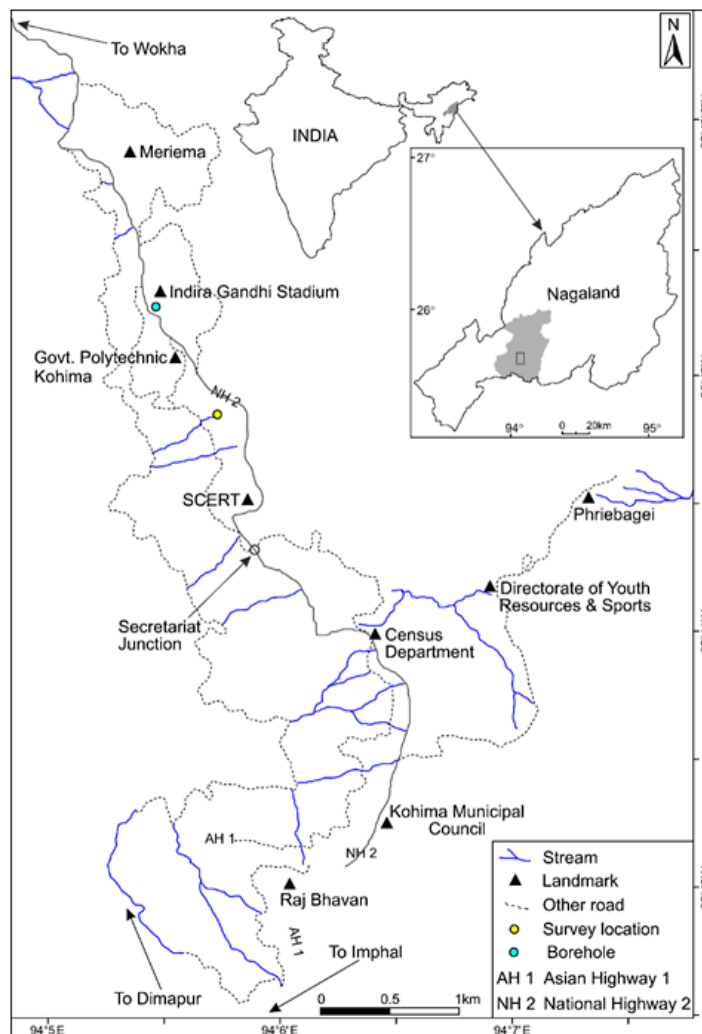 To Wokha
N
INDIA
Meriema
27°
Indira Gandhi Stadium
Nagaland
26°
Govt. Polytechnic
Kohima
NH 2
94°
0 20km
95°
SCERT
Phriebagei
Directorate of Youth
Resources & Sports
Secretariat
Junction
Census
Department
Kohima Municipal
Council
AH 1
NH 2
Raj Bhavan
AH 1
To Imphal
To Dimapur
0 0.5 1km
Stream
Landmark
Other road
Survey location
Borehole
AH 1 Asian Highway 1
NH 2 National Highway 2
94°5'E
94°6'E
94°7'E